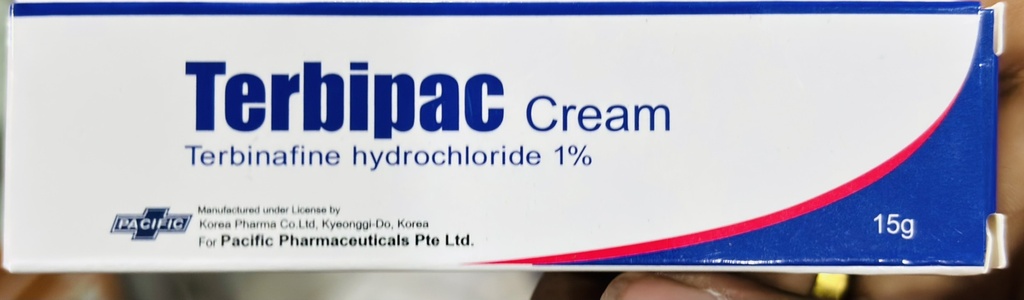 Terbipac Cream
Terbinafine hydrochloride 1%
PACIFIC
Manufactured under License by
Korea Pharma Co.Ltd, Kyeonggi-Do, Korea
For Pacific Pharmaceuticals Pte Ltd.
15g